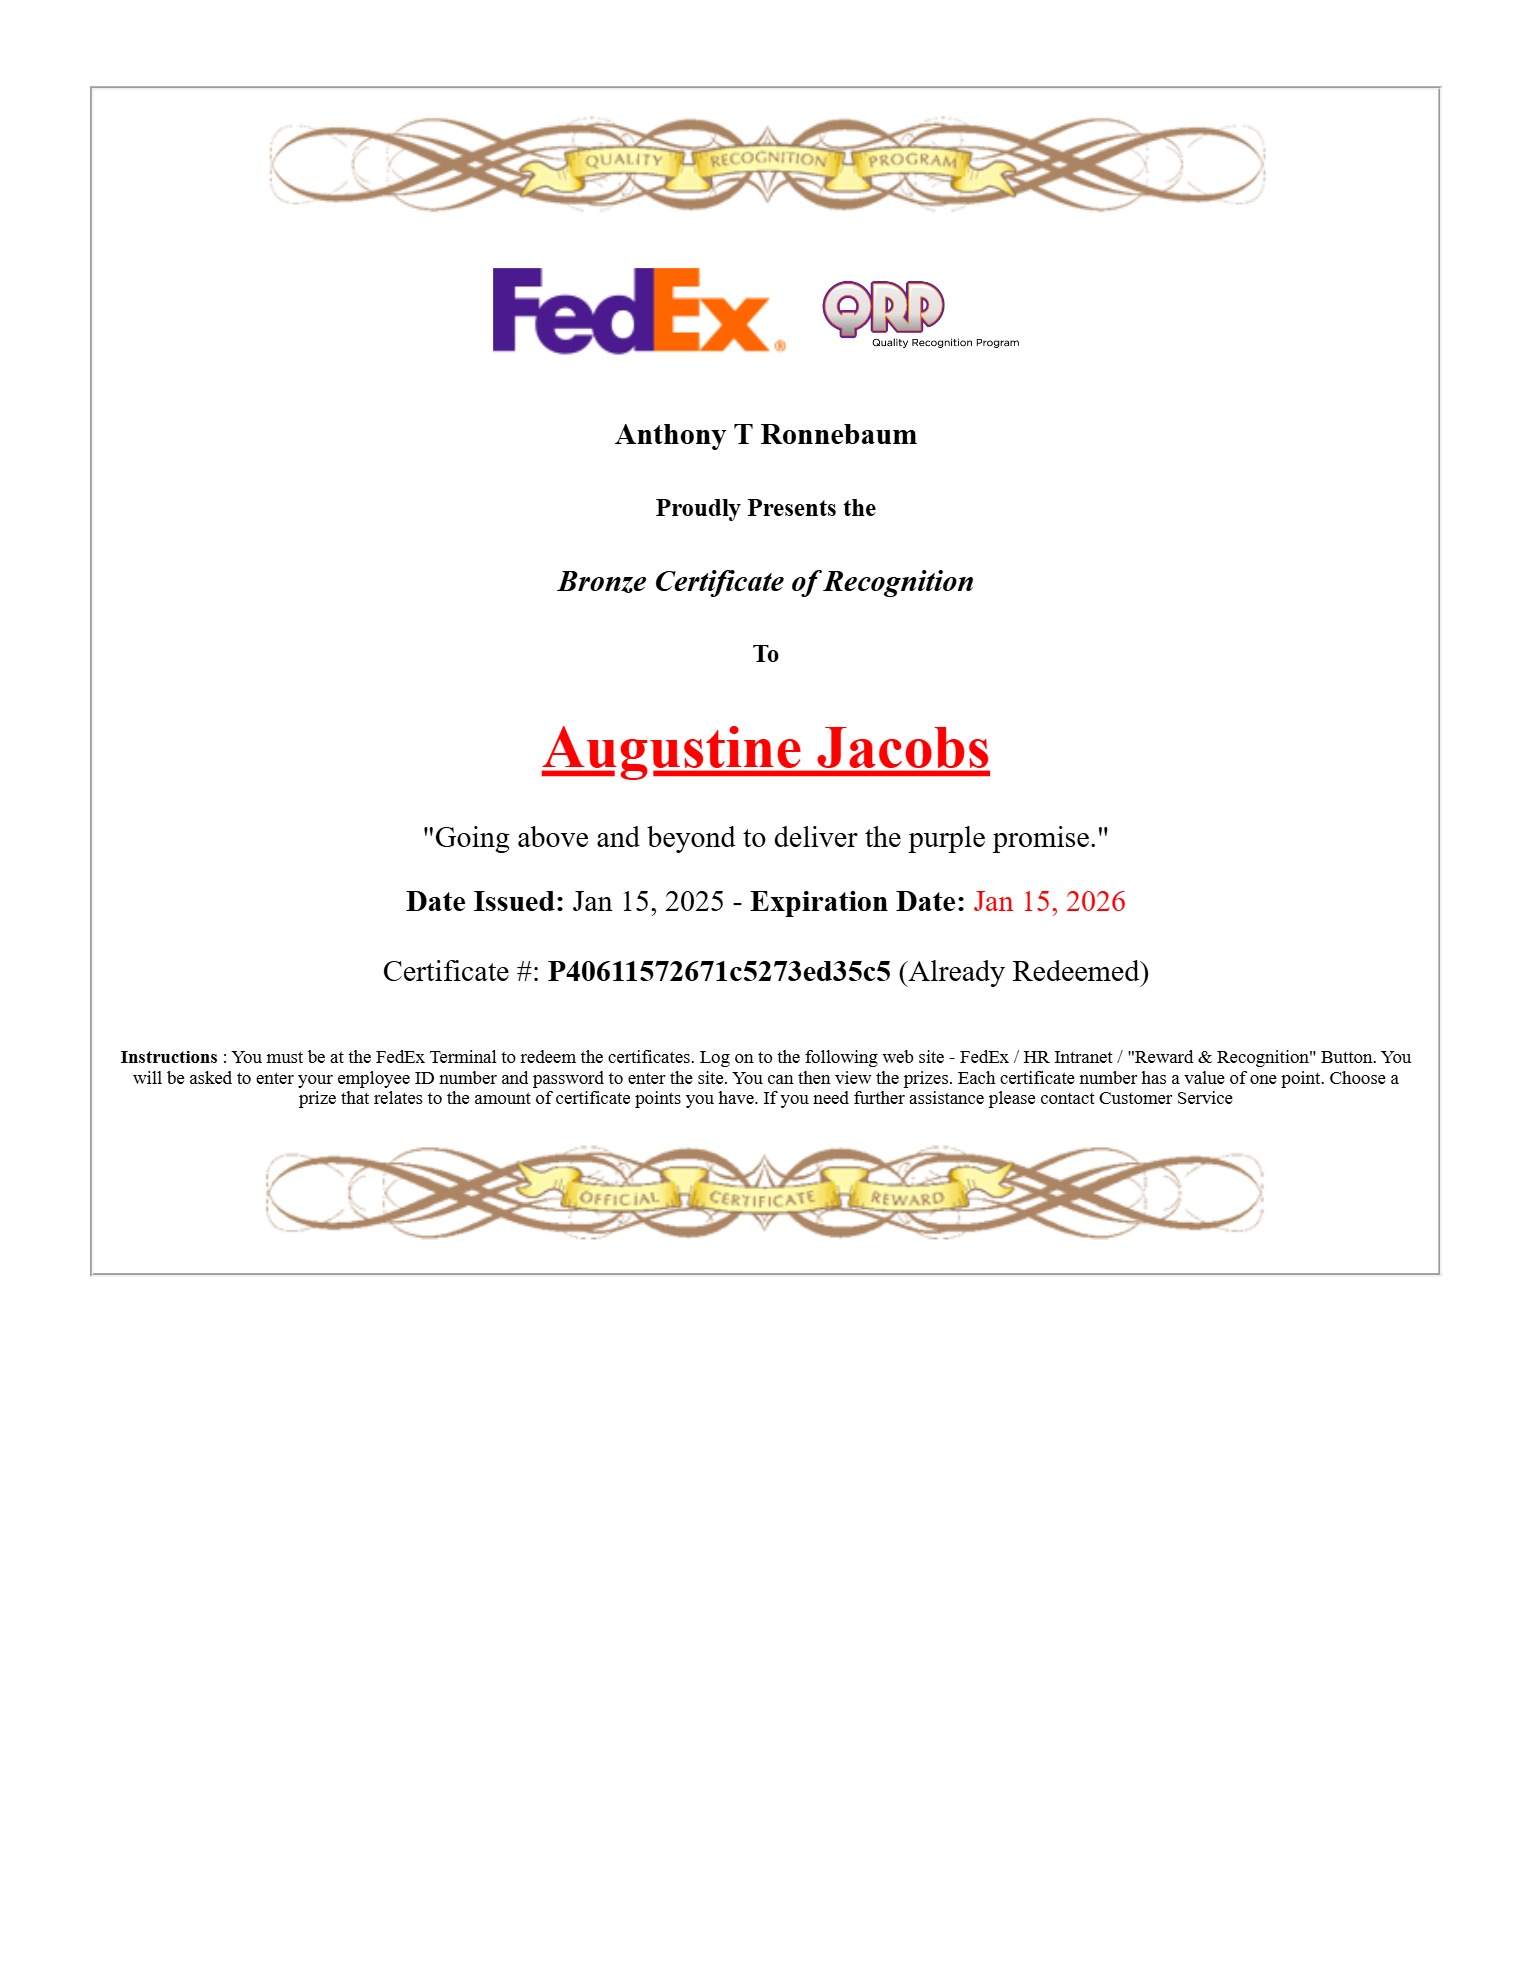 QUALITY RECOGNITION PROGRAM
FedEx®
QRP
Quality Recognition Program
Anthony T Ronnebaum
Proudly Presents the
Bronze Certificate of Recognition
To
Augustine Jacobs
"Going above and beyond to deliver the purple promise."
Date Issued: Jan 15, 2025 - Expiration Date: Jan 15, 2026
Certificate #: P40611572671c5273ed35c5 (Already Redeemed)
Instructions : You must be at the FedEx Terminal to redeem the certificates. Log on to the following web site - FedEx / HR Intranet / "Reward & Recognition" Button. You
will be asked to enter your employee ID number and password to enter the site. You can then view the prizes. Each certificate number has a value of one point. Choose a
prize that relates to the amount of certificate points you have. If you need further assistance please contact Customer Service
OFFICIAL CERTIFICATE REWARD